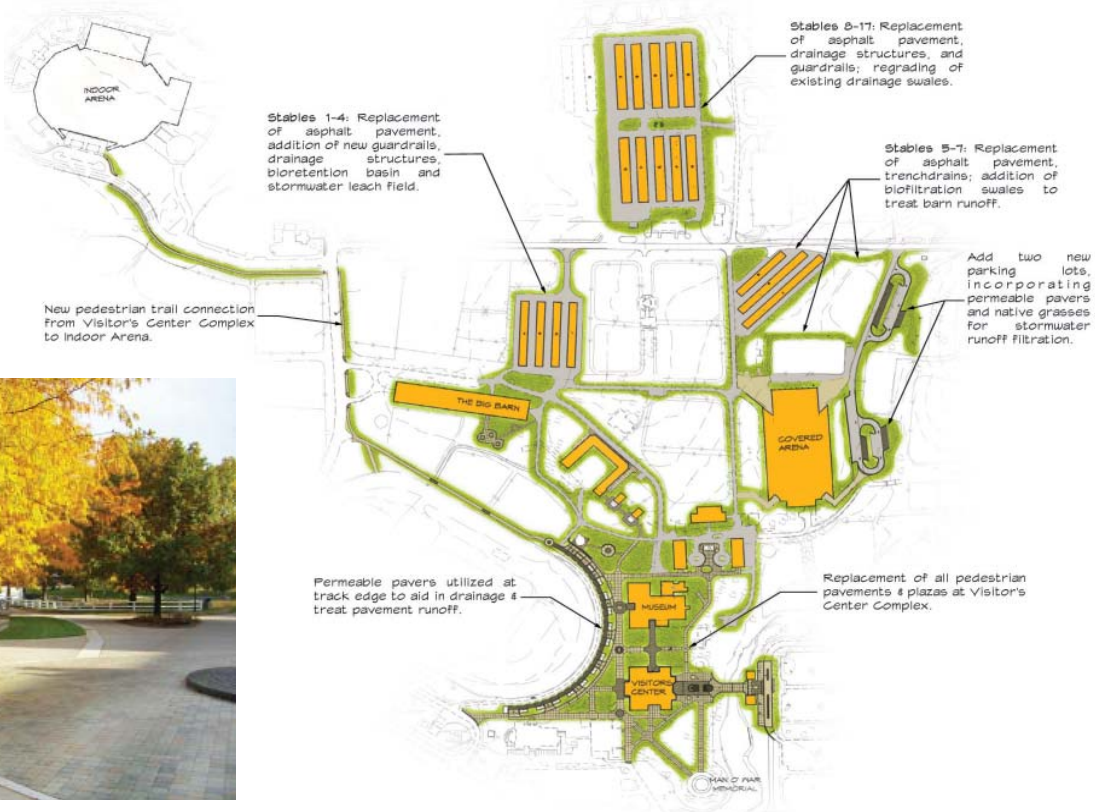 INDOOR
ARENA
Stables 8-17: Replacement
of asphalt pavement,
drainage structures, and
guardrails; regrading of
existing drainage swales.
Stables 1-4: Replacement
of asphalt pavement,
addition of new guardrails,
drainage structures,
bioretention basin and
stormwater leach field.
Stables 5-7: Replacement
of asphalt pavement,
trenchdrains; addition of
biofiltration swales to
treat barn runoff.
Add two new
parking lots,
incorporating
permeable pavers
and native grasses
for stormwater
runoff filtration.
New pedestrian trail connection
from Visitor's Center Complex
to Indoor Arena.
THE BIG BARN
COVERED
ARENA
Permeable pavers utilized at
track edge to aid in drainage &
treat pavement runoff.
MUSEUM
Replacement of all pedestrian
pavements & plazas at Visitor's
Center Complex.
VISITORS
CENTER
MAN O' WAR
MEMORIAL